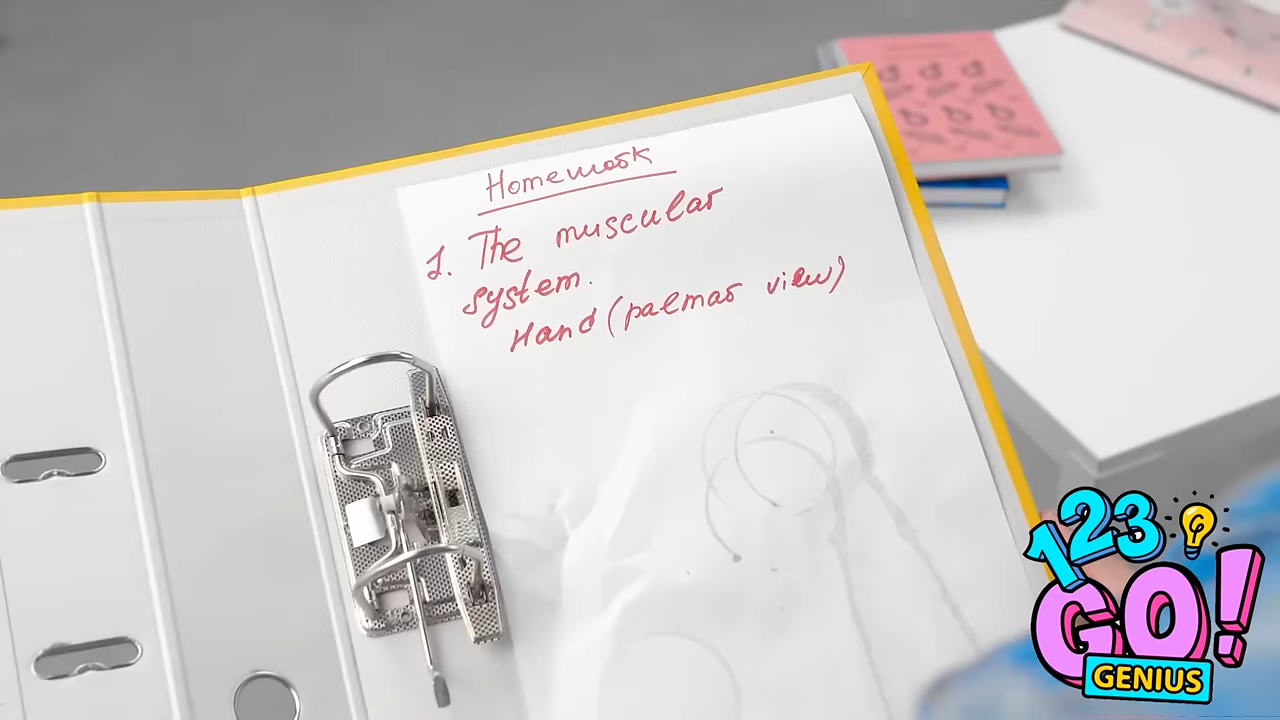 Homework
1. The muscular
system.
Hand (palmar view)
123
GO!
GENIUS